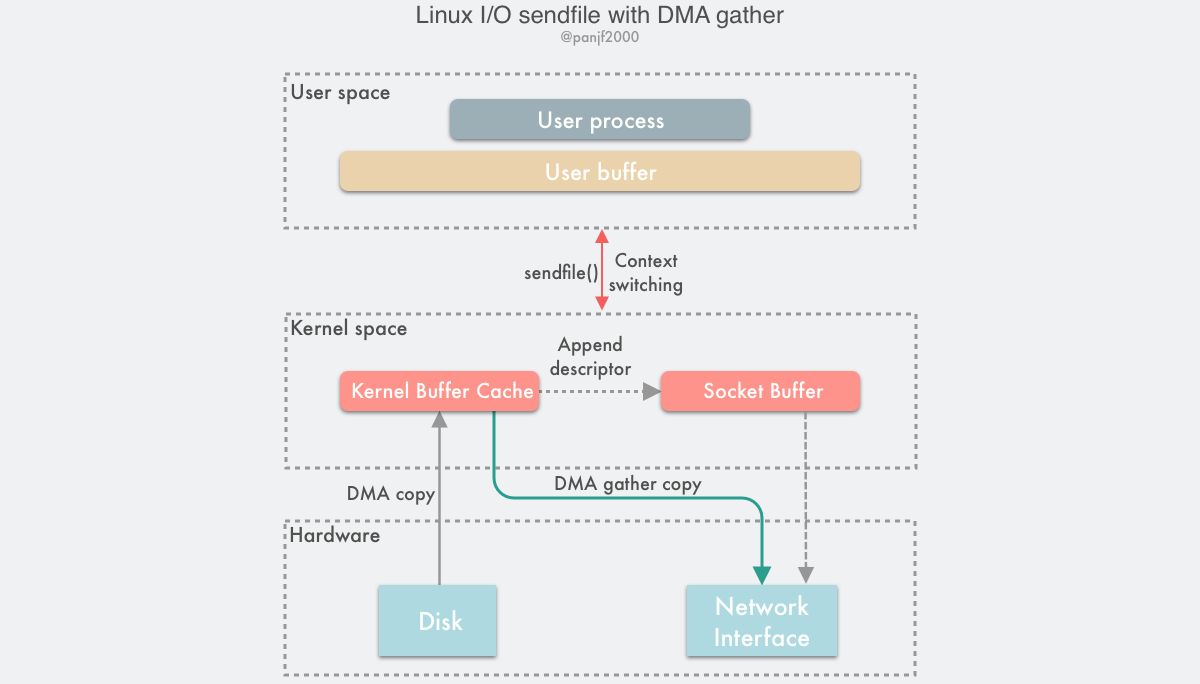 Linux I/O sendfile with DMA gather
@panjf2000
User space
User process
User buffer
sendfile()
Context
switching
Kernel space
Append
descriptor
Kernel Buffer Cache
Socket Buffer
DMA copy
DMA gather copy
Hardware
Disk
Network
Interface